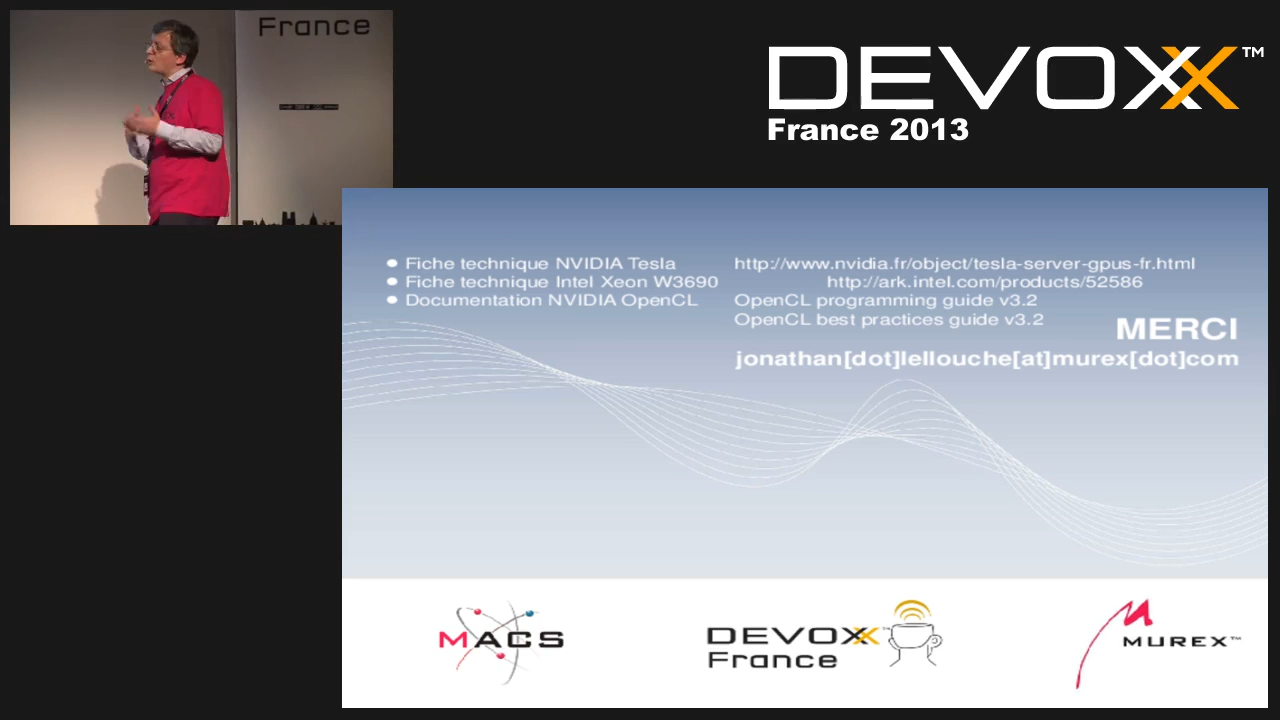 France
DEVOXX™
France 2013
● Fiche technique NVIDIA Tesla http://www.nvidia.fr/object/tesla-server-gpus-fr.html
● Fiche technique Intel Xeon W3690 http://ark.intel.com/products/52586
● Documentation NVIDIA OpenCL OpenCL programming guide v3.2
OpenCL best practices guide v3.2
MERCI
jonathan[dot]lellouche[at]murex[dot]com
MACS
DEVOXX™
France
MUREX™